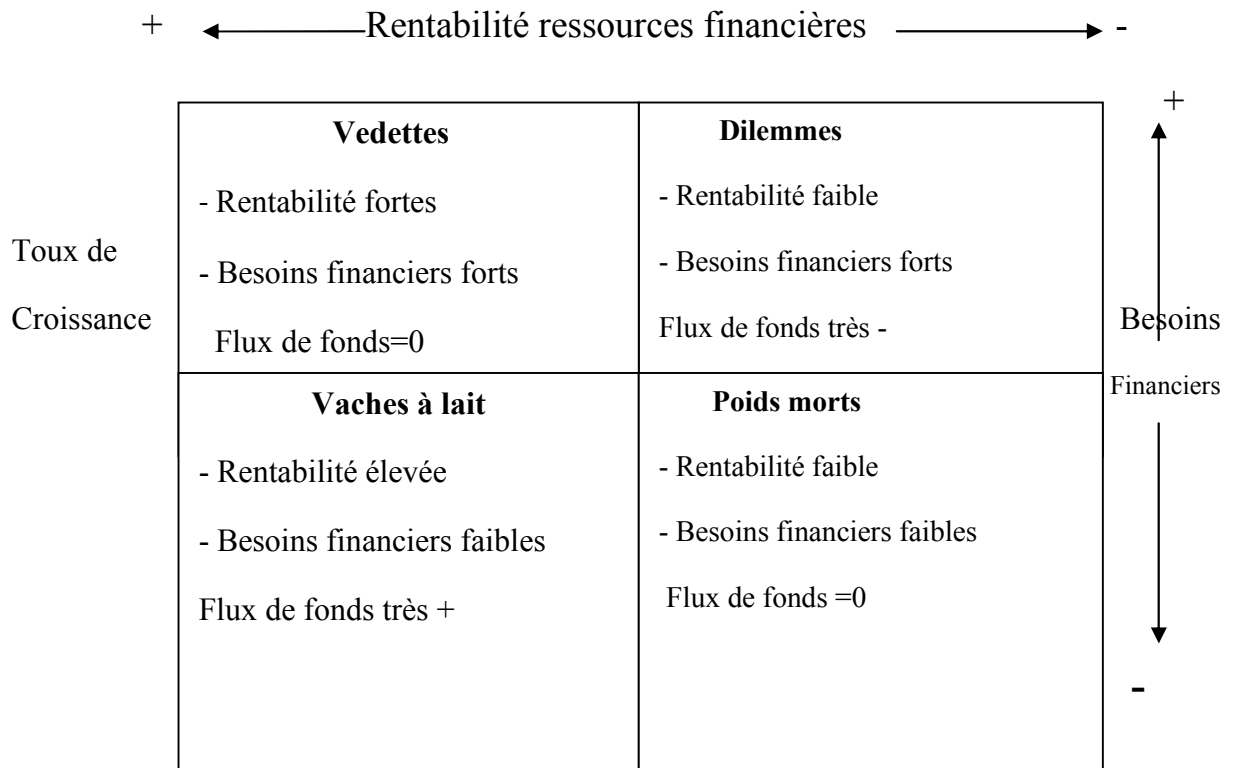 + Rentabilité ressources financières -
+
Vedettes
- Rentabilité fortes
- Besoins financiers forts
Flux de fonds=0
Dilemmes
- Rentabilité faible
- Besoins financiers forts
Flux de fonds très -
Toux de
Croissance
Besoins
Financiers
Vaches à lait
- Rentabilité élevée
- Besoins financiers faibles
Flux de fonds très +
Poids morts
- Rentabilité faible
- Besoins financiers faibles
Flux de fonds =0
-